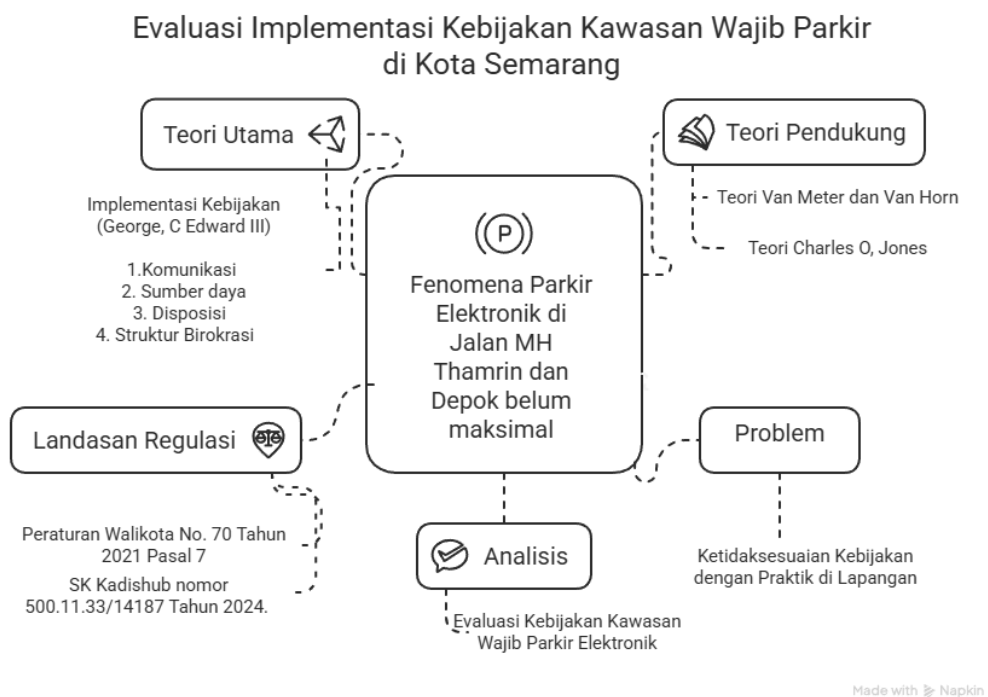 Evaluasi Implementasi Kebijakan Kawasan Wajib Parkir
di Kota Semarang
Teori Utama
Implementasi Kebijakan
(George, C Edward III)
1.Komunikasi
2. Sumber daya
3. Disposisi
4. Struktur Birokrasi
P
Fenomena Parkir
Elektronik di
Jalan MH
Thamrin dan
Depok belum
maksimal
Teori Pendukung
Teori Van Meter dan Van Horn
Teori Charles O, Jones
Landasan Regulasi
Peraturan Walikota No. 70 Tahun
2021 Pasal 7
SK Kadishub nomor
500.11.33/14187 Tahun 2024.
Analisis
Evaluasi Kebijakan Kawasan
Wajib Parkir Elektronik
Problem
Ketidaksesuaian Kebijakan
dengan Praktik di Lapangan
Made with Napkin